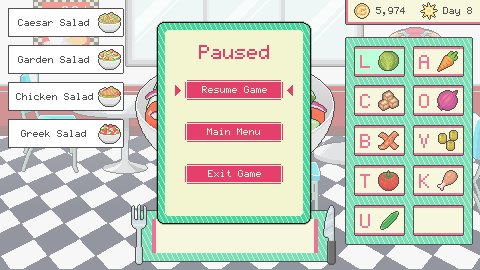 Caesar Salad
Garden Salad
Chicken Salad
Greek Salad
Paused
Resume Game
Main Menu
Exit Game
5,974
Day 8
L
A
C
O
B
V
T
K
U